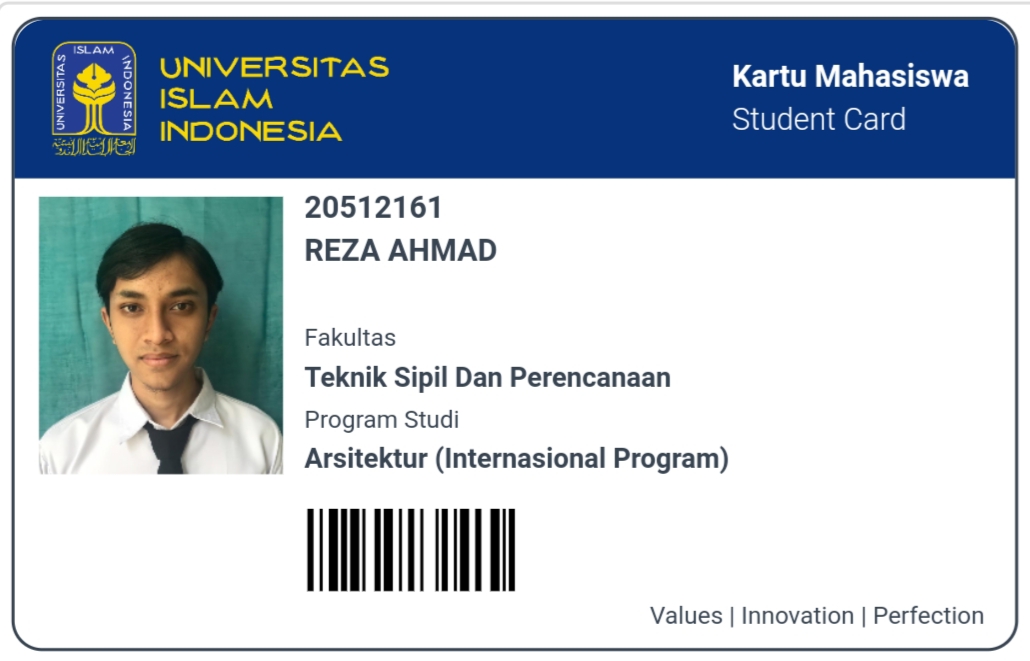 UNIVERSITAS ISLAM INDONESIA
UNIVERSITAS
ISLAM
INDONESIA
Kartu Mahasiswa
Student Card
20512161
REZA AHMAD
Fakultas
Teknik Sipil Dan Perencanaan
Program Studi
Arsitektur (Internasional Program)
Values | Innovation | Perfection